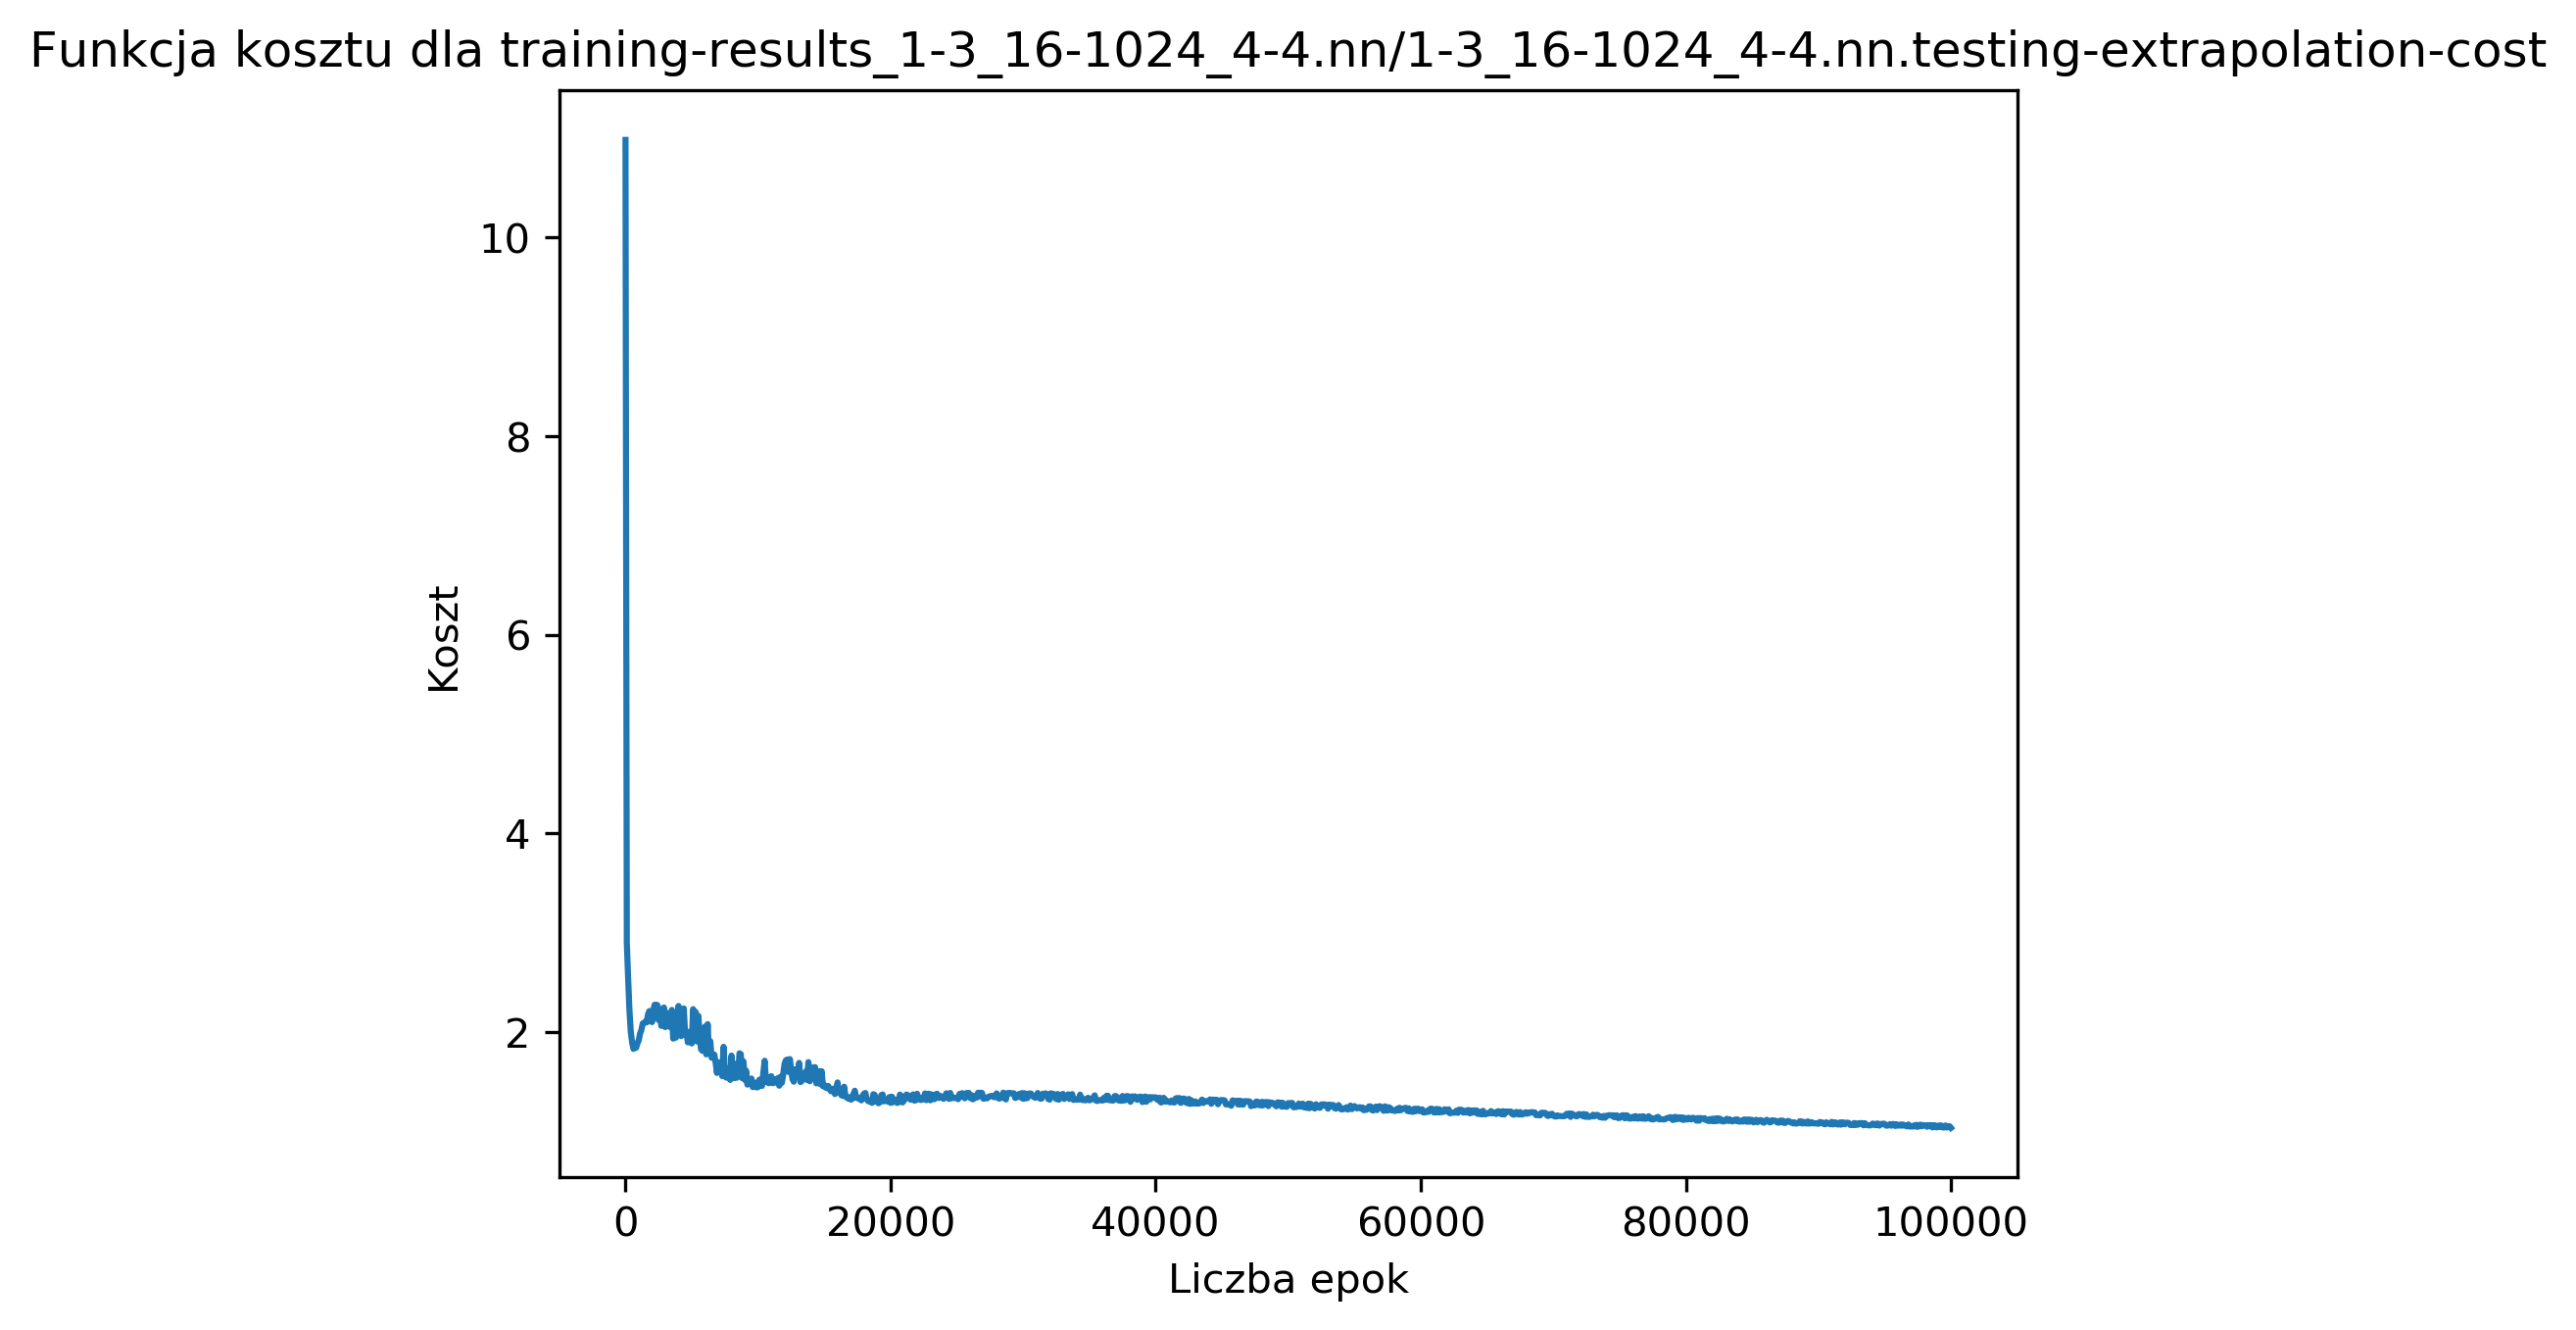 Funkcja kosztu dla training-results_1-3_16-1024_4-4.nn/1-3_16-1024_4-4.nn.testing-extrapolation-cost
10
8
6
4
2
Koszt
0 20000 40000 60000 80000 100000
Liczba epok